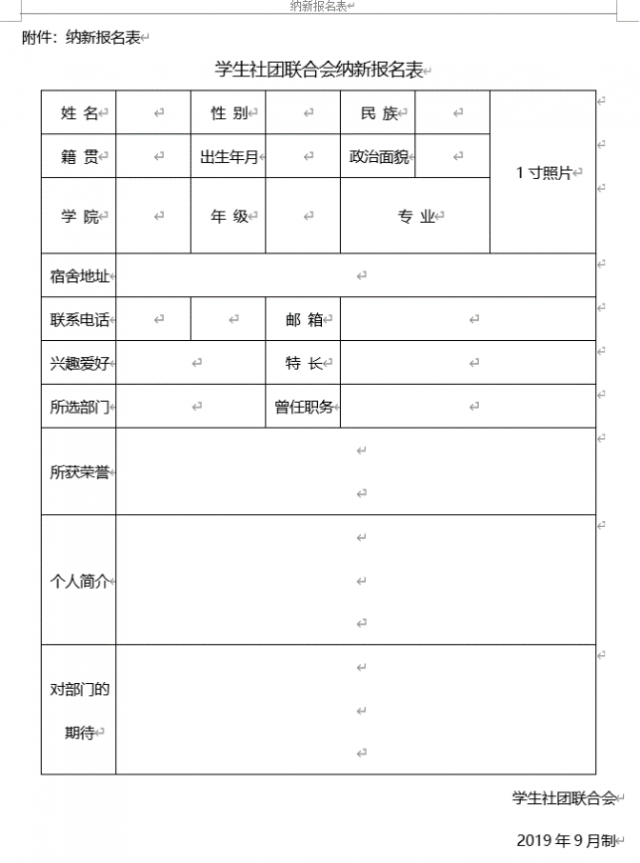 纳新报名表
附件：纳新报名表
学生社团联合会纳新报名表
姓 名 性 别 民 族
籍 贯 出生年月 政治面貌 1 寸照片
学 院 年 级 专 业
宿舍地址
联系电话 邮 箱
兴趣爱好 特 长
所选部门 曾任职务
所获荣誉
个人简介
对部门的
期待
学生社团联合会
2019 年 9 月制